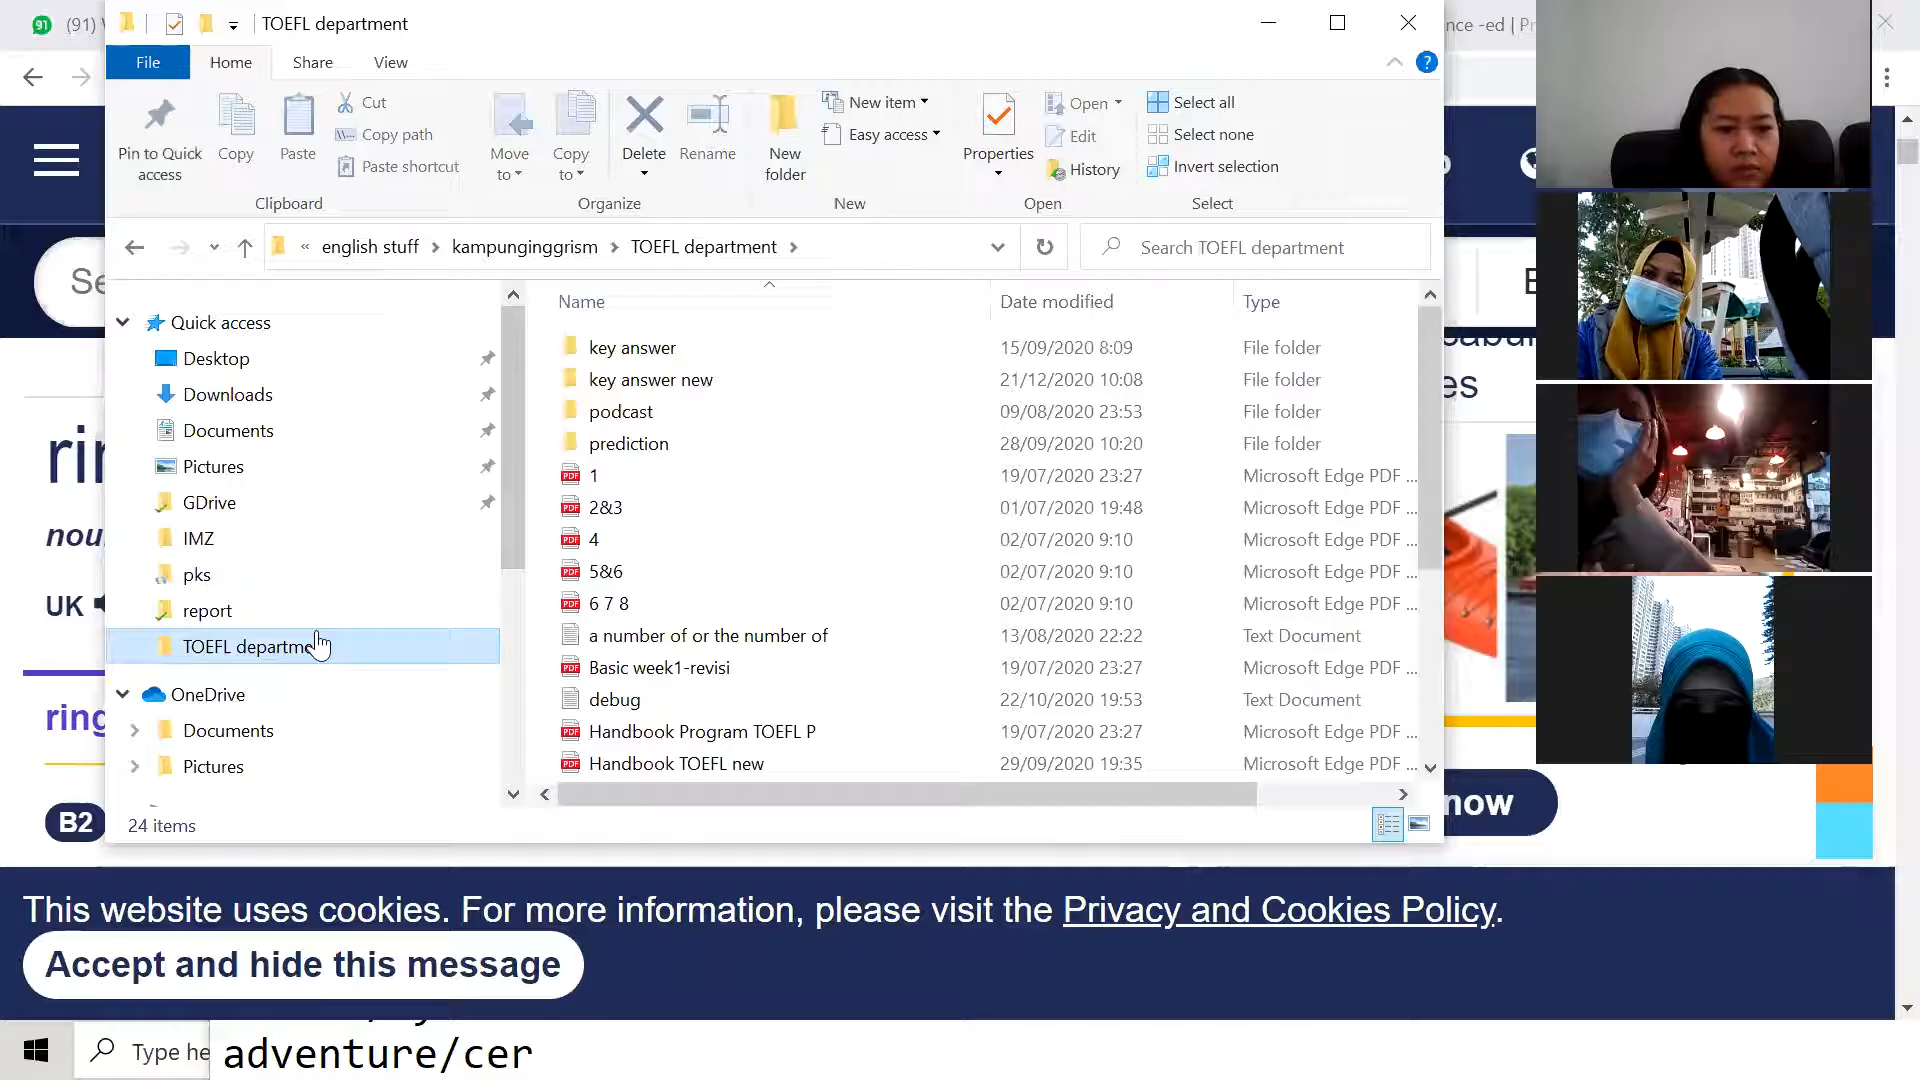 91 (91)
TOEFL department
nce -ed | Pr
File Home Share View
Pin to Quick access
Copy
Paste
Cut
Copy path
Paste shortcut
Clipboard
Move to
Copy to
Delete
Rename
Organize
New folder
New item
Easy access
New
Properties
Open
Edit
History
Open
Select all
Select none
Invert selection
Select
« english stuff > kampunginggrism > TOEFL department >
Search TOEFL department
Quick access
Desktop
Downloads
Documents
Pictures
GDrive
IMZ
pks
report
TOEFL departme
OneDrive
Documents
Pictures
24 items
Name Date modified Type
key answer 15/09/2020 8:09 File folder
key answer new 21/12/2020 10:08 File folder
podcast 09/08/2020 23:53 File folder
prediction 28/09/2020 10:20 File folder
1 19/07/2020 23:27 Microsoft Edge PDF ...
2&3 01/07/2020 19:48 Microsoft Edge PDF ...
4 02/07/2020 9:10 Microsoft Edge PDF ...
5&6 02/07/2020 9:10 Microsoft Edge PDF ...
6 7 8 02/07/2020 9:10 Microsoft Edge PDF ...
a number of or the number of 13/08/2020 22:22 Text Document
Basic week1-revisi 19/07/2020 23:27 Microsoft Edge PDF ...
debug 22/10/2020 19:53 Text Document
Handbook Program TOEFL P 19/07/2020 23:27 Microsoft Edge PDF ...
Handbook TOEFL new 29/09/2020 19:35 Microsoft Edge PDF ...
UK
ring
B2
now
This website uses cookies. For more information, please visit the Privacy and Cookies Policy.
Accept and hide this message
Type he
adventure/cer